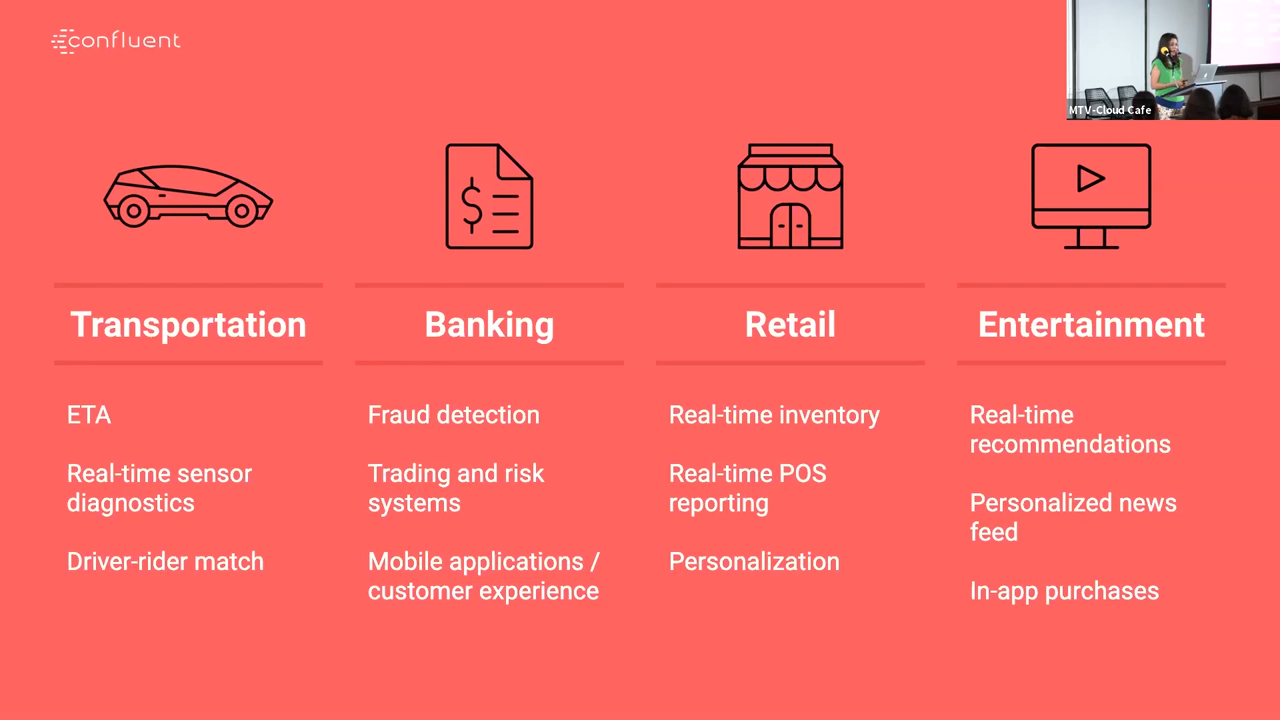 confluent
MTV-Cloud Cafe
Transportation
ETA
Real-time sensor
diagnostics
Driver-rider match
Banking
Fraud detection
Trading and risk
systems
Mobile applications /
customer experience
Retail
Real-time inventory
Real-time POS
reporting
Personalization
Entertainment
Real-time
recommendations
Personalized news
feed
In-app purchases